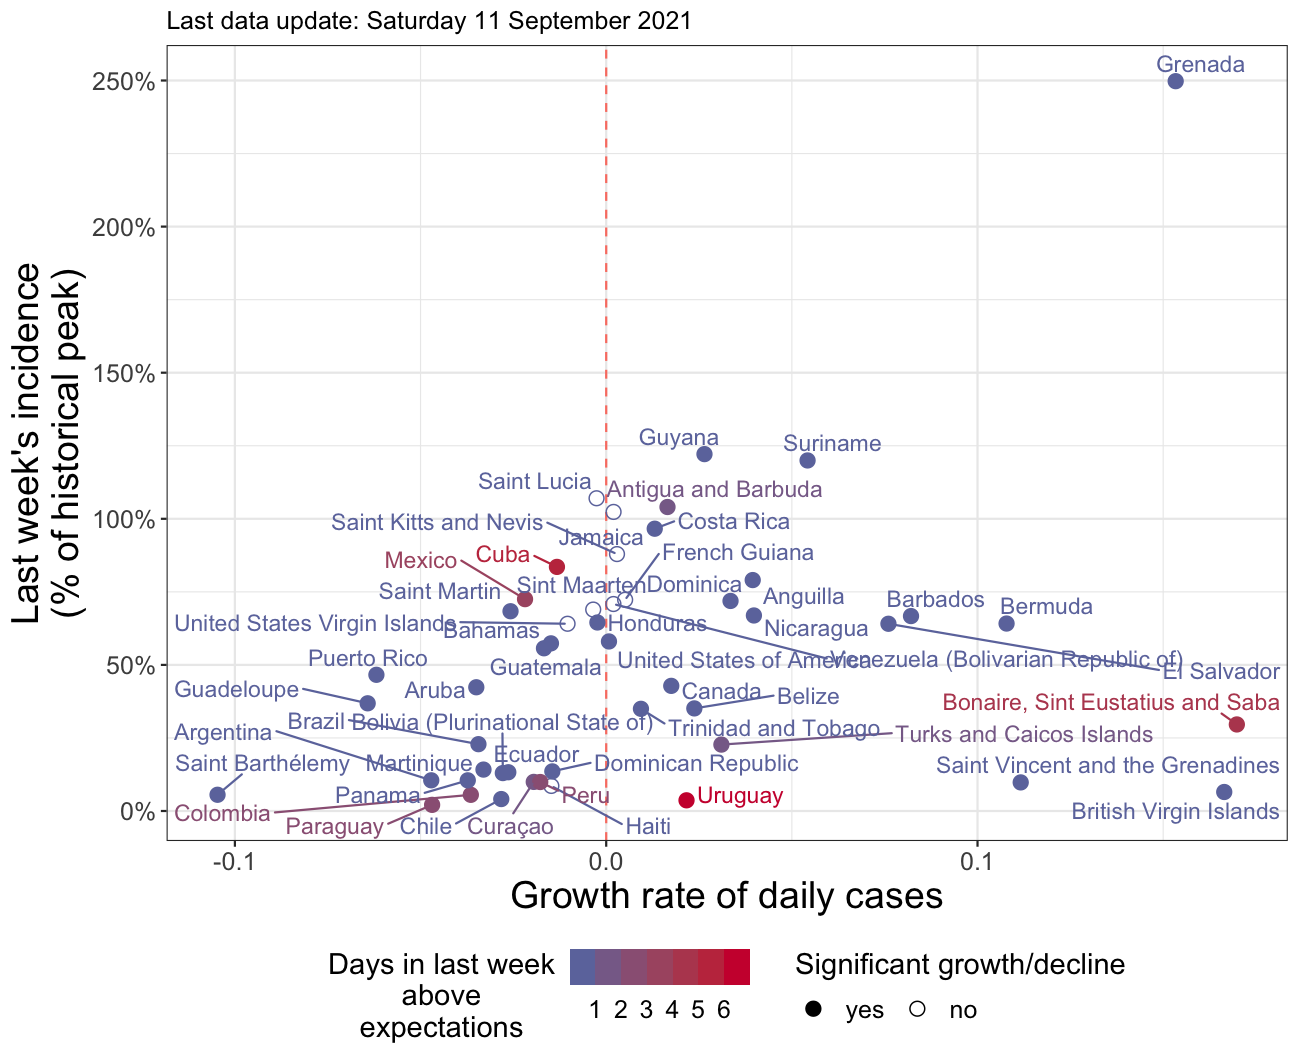 Last data update: Saturday 11 September 2021
Last week's incidence
(% of historical peak)
250%
200%
150%
100%
50%
0%
Grenada
Guyana
Suriname
Saint Lucia
Antigua and Barbuda
Saint Kitts and Nevis
Costa Rica
Jamaica
Mexico
Cuba
French Guiana
Saint Martin
Sint Maarten
Dominica
Anguilla
Barbados
Bermuda
United States Virgin Islands
Bahamas
Honduras
Nicaragua
Puerto Rico
Guatemala
United States of America
Venezuela (Bolivarian Republic of)
El Salvador
Guadeloupe
Aruba
Canada
Belize
Bonaire, Sint Eustatius and Saba
Argentina
Brazil
Bolivia (Plurinational State of)
Trinidad and Tobago
Turks and Caicos Islands
Saint Barthélemy
Martinique
Ecuador
Dominican Republic
Saint Vincent and the Grenadines
Panama
Peru
Uruguay
Colombia
Paraguay
Chile
Curaçao
Haiti
British Virgin Islands
-0.1
0.0
0.1
Growth rate of daily cases
Days in last week
above
expectations
1 2 3 4 5 6
Significant growth/decline
yes
no